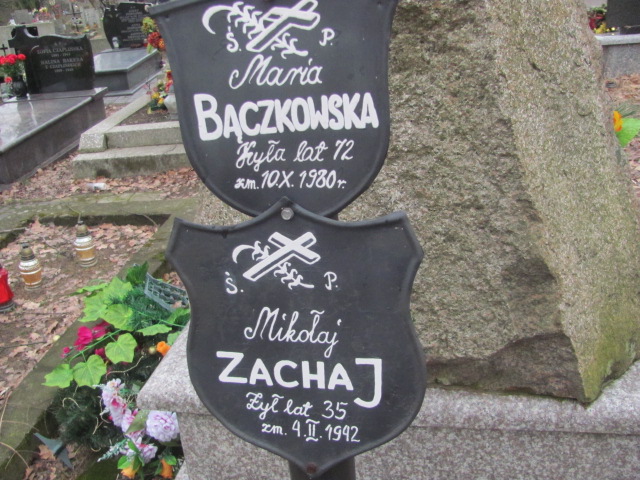 Ś. P.
Maria
BĄCZKOWSKA
Żyła lat 72
zm. 10.X. 1980 r.
Ś. P.
Mikołaj
ZACHAJ
Żył lat 35
zm. 4.II. 1942